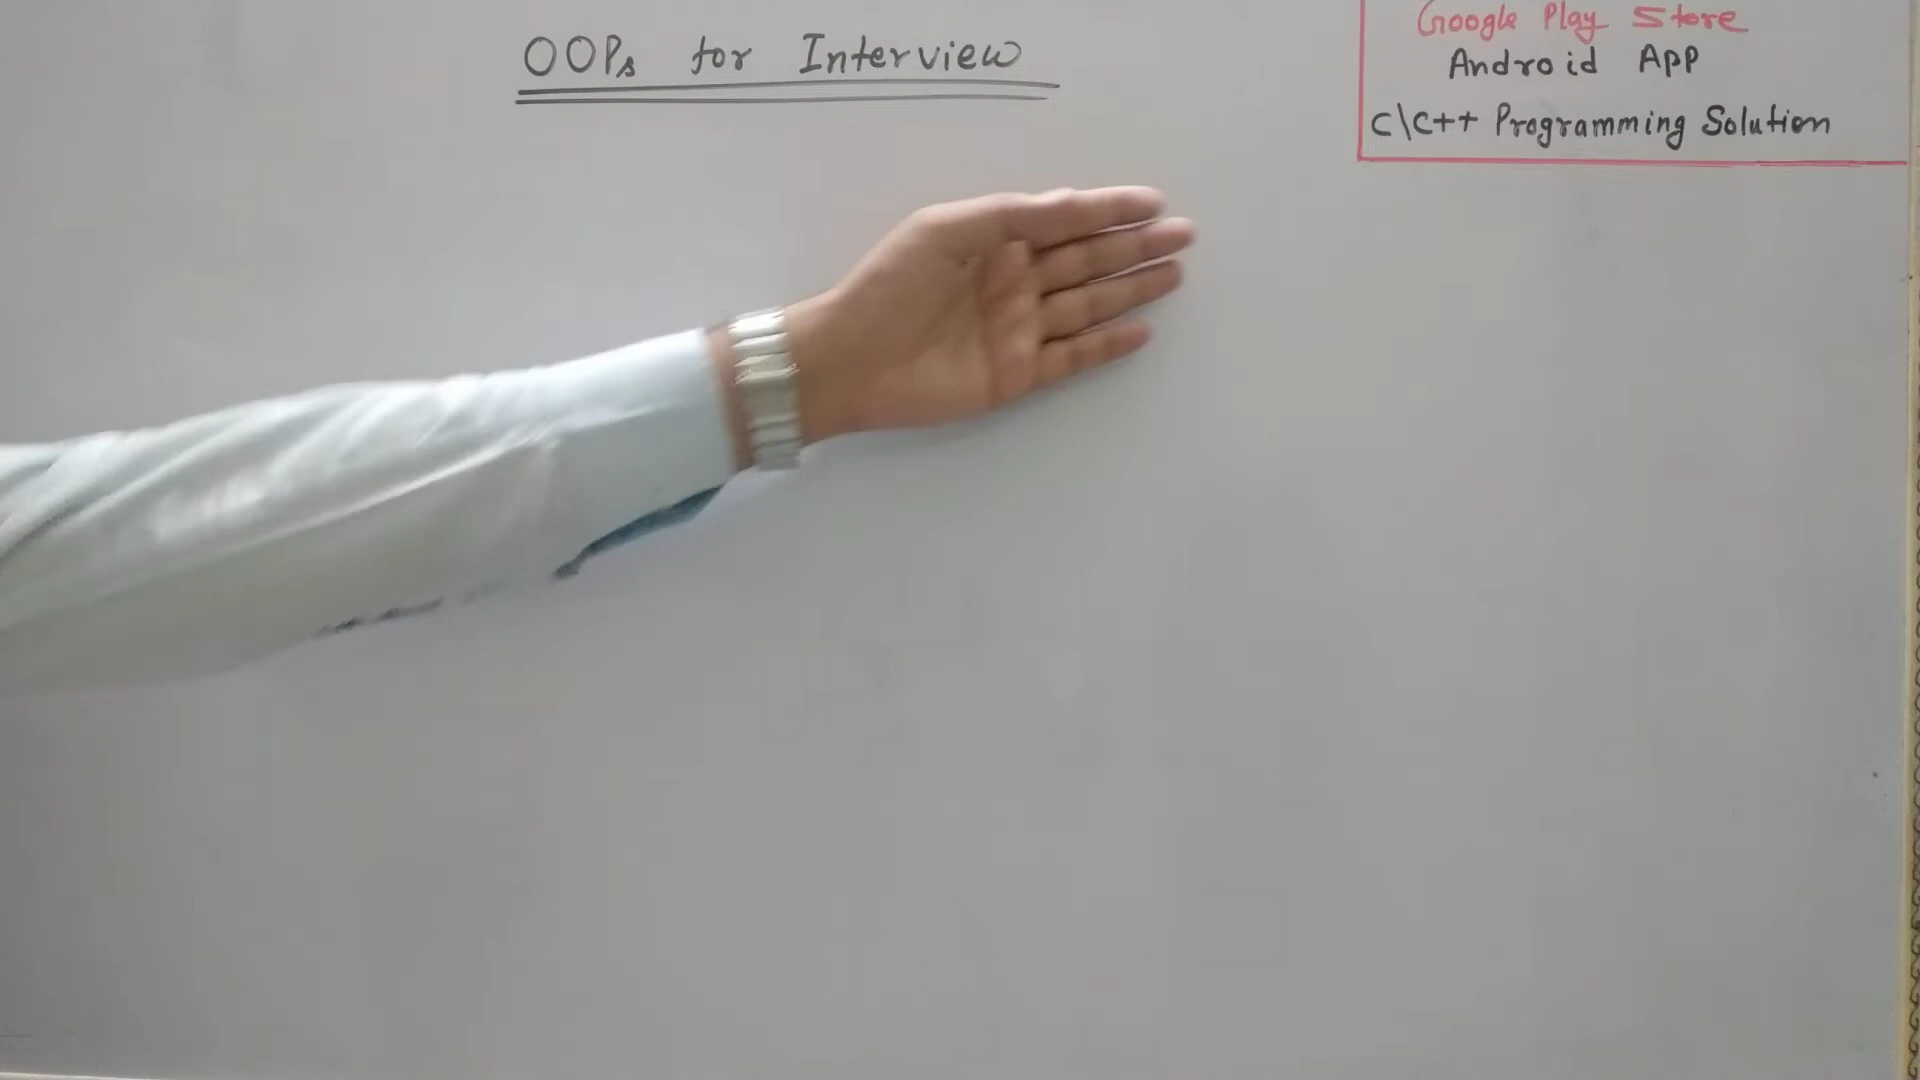 OOPs for Interview
Google Play Store
Android App
C\C++ Programming Solution